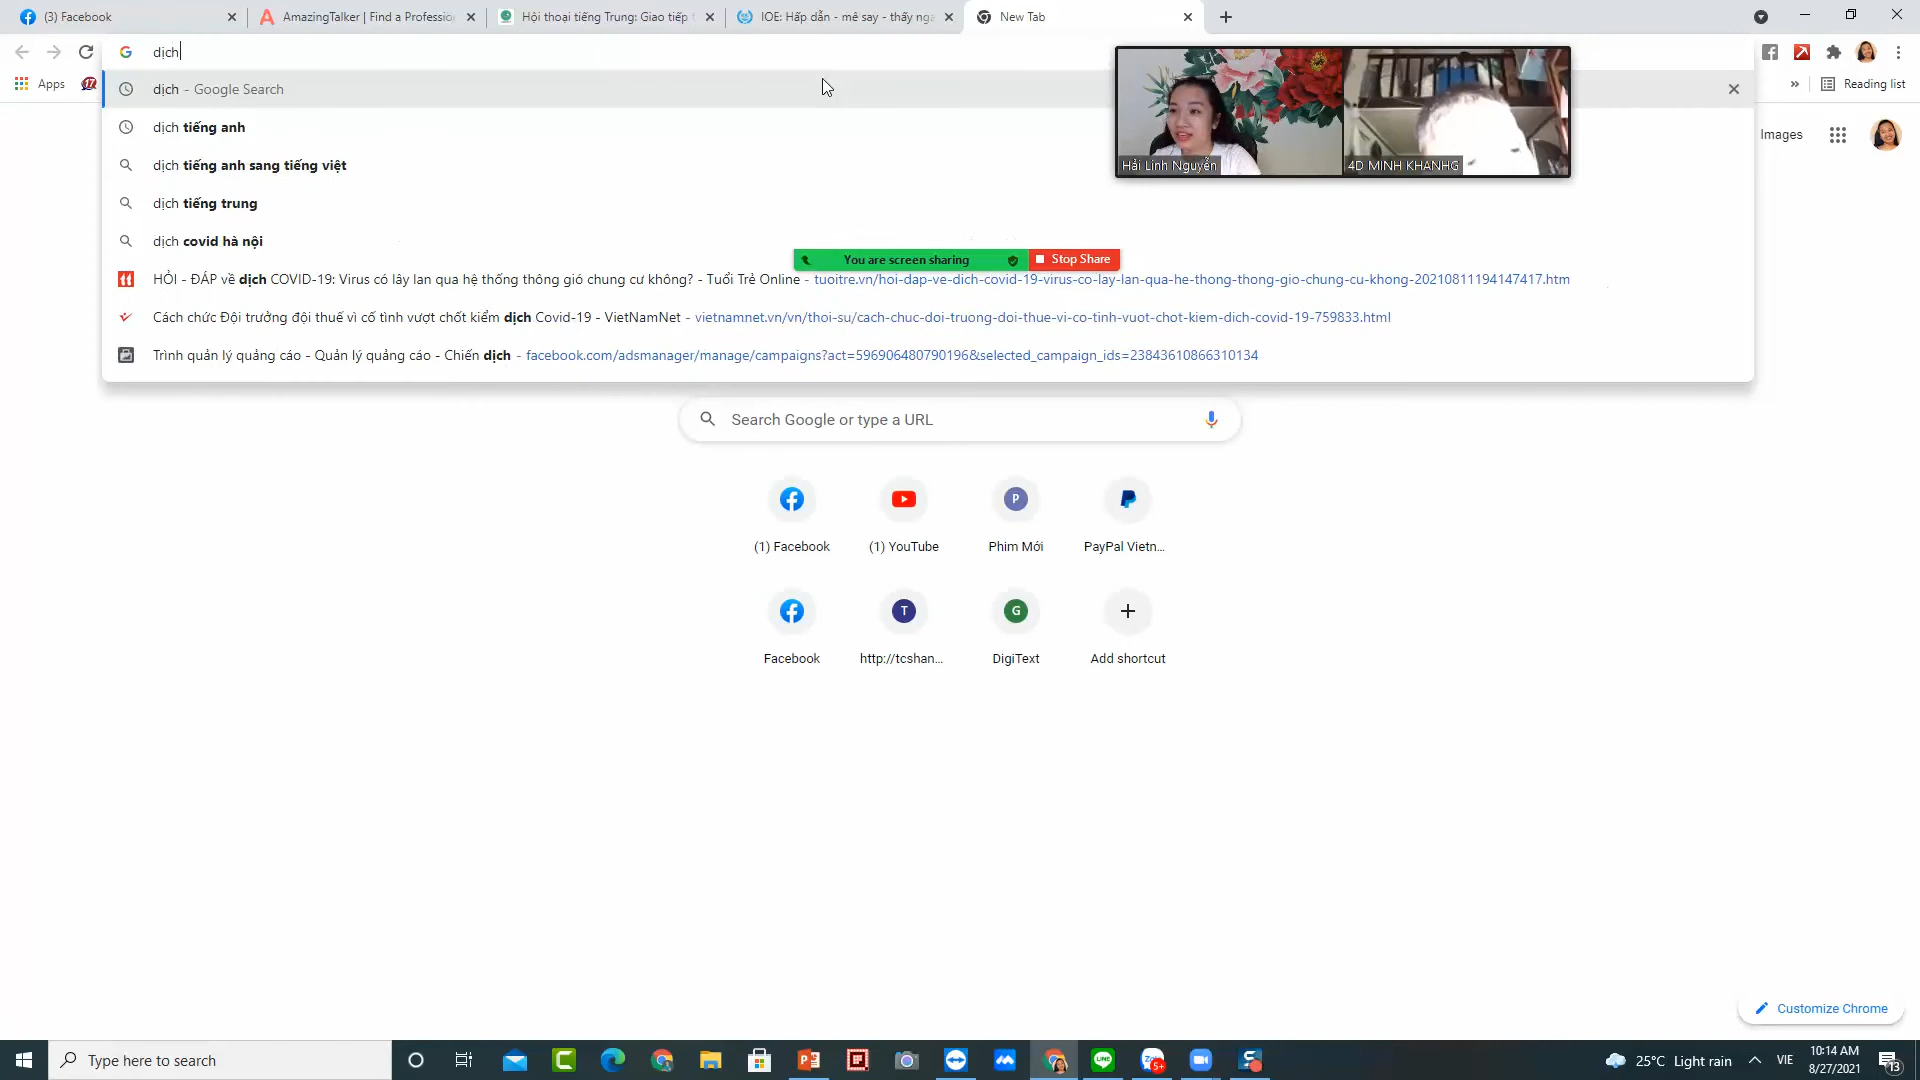 (3) Facebook
AmazingTalker | Find a Professio
Hội thoại tiếng Trung: Giao tiếp t
IOE: Hấp dẫn - mê say - thấy nga
New Tab
dịch
Apps
17
Reading list
dịch - Google Search
dịch tiếng anh
dịch tiếng anh sang tiếng việt
dịch tiếng trung
dịch covid hà nội
HỎI - ĐÁP về dịch COVID-19: Virus có lây lan qua hệ thống thông gió chung cư không? - Tuổi Trẻ Online - tuoitre.vn/hoi-dap-ve-dich-covid-19-virus-co-lay-lan-qua-he-thong-thong-gio-chung-cu-khong-20210811194147417.htm
Cách chức Đội trưởng đội thuế vì cố tình vượt chốt kiểm dịch Covid-19 - VietNamNet - vietnamnet.vn/vn/thoi-su/cach-chuc-doi-truong-doi-thue-vi-co-tinh-vuot-chot-kiem-dich-covid-19-759833.html
Trình quản lý quảng cáo - Quản lý quảng cáo - Chiến dịch - facebook.com/adsmanager/manage/campaigns?act=596906480790196&selected_campaign_ids=23843610866310134
Images
Hải Linh Nguyễn
4D MINH KHANHG
You are screen sharing
Stop Share
Search Google or type a URL
(1) Facebook
(1) YouTube
P
Phim Mới
PayPal Vietn...
Facebook
T
http://tcshan...
G
DigiText
Add shortcut
Customize Chrome
Type here to search
LINE
5+
25°C Light rain
VIE
10:14 AM
8/27/2021
13